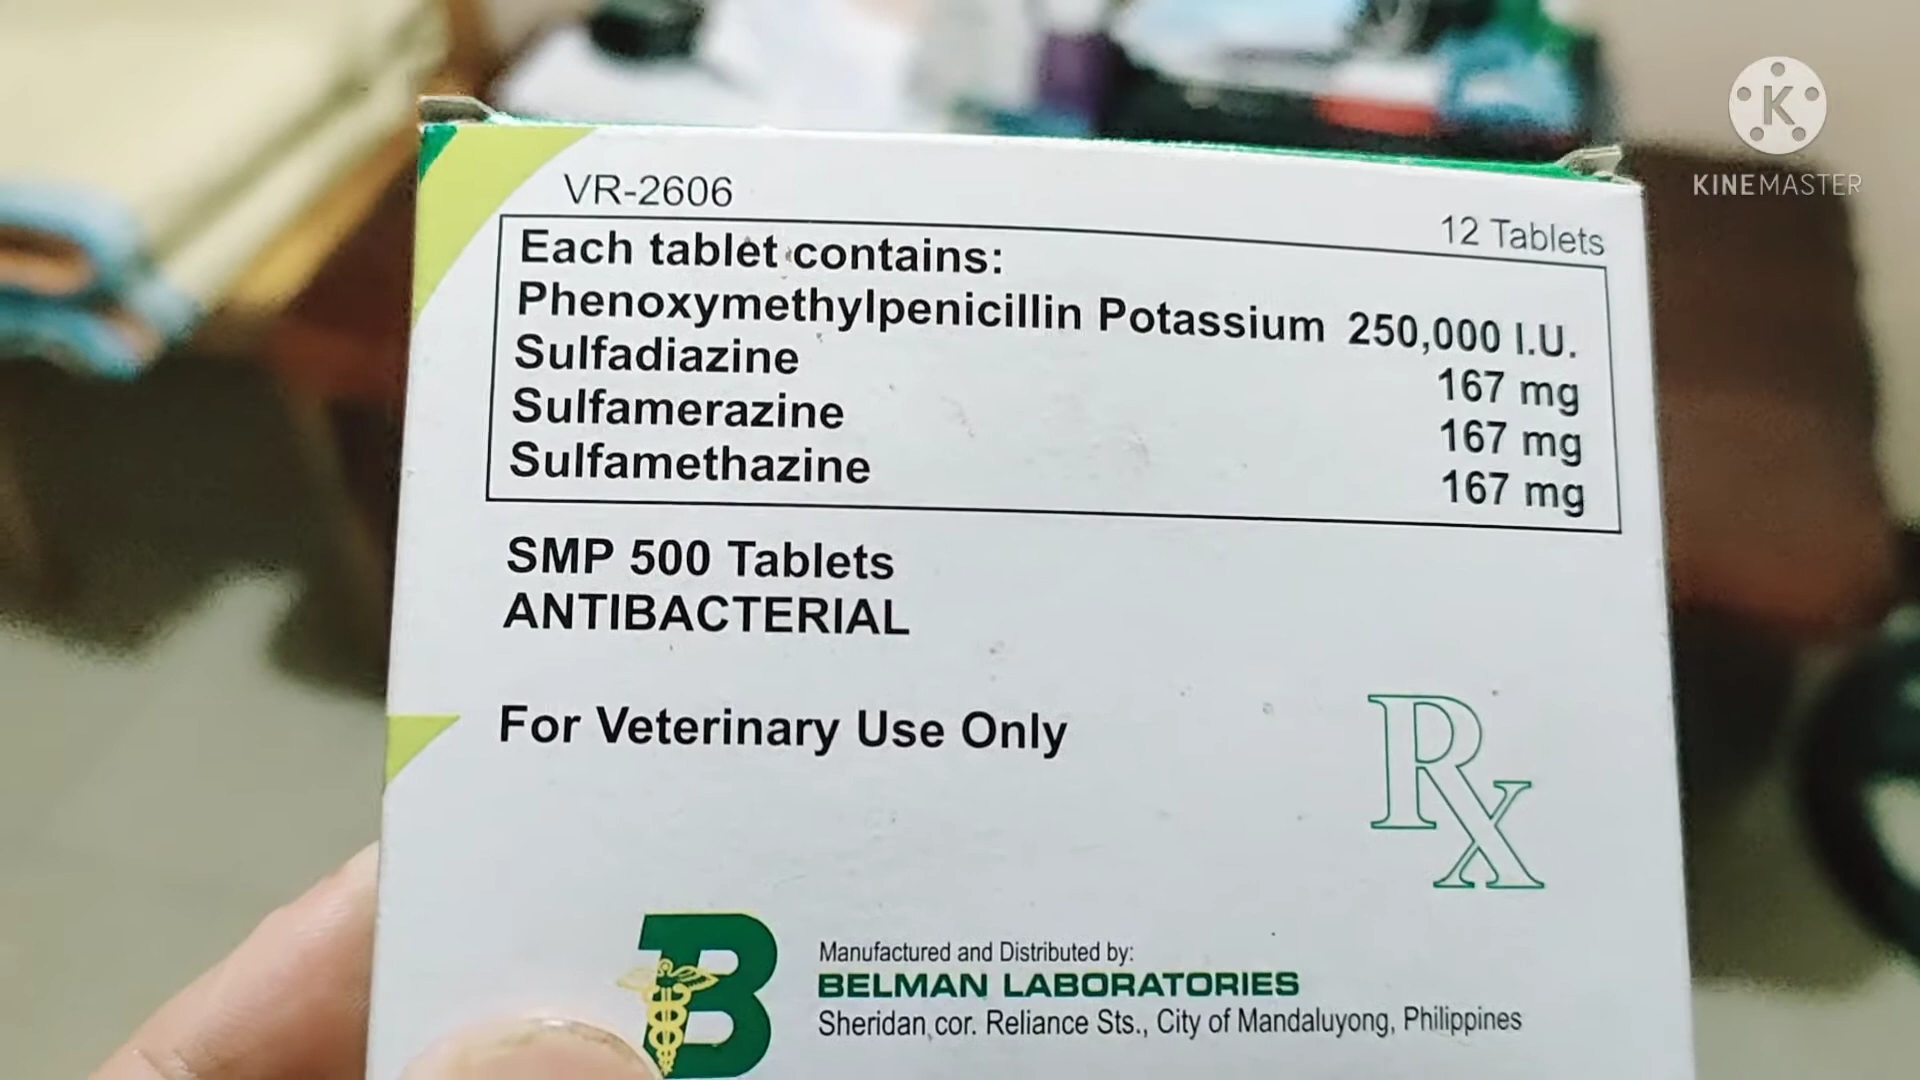 VR-2606
12 Tablets
Each tablet contains:
Phenoxymethylpenicillin Potassium 250,000 I.U.
Sulfadiazine 167 mg
Sulfamerazine 167 mg
Sulfamethazine 167 mg
SMP 500 Tablets
ANTIBACTERIAL
For Veterinary Use Only
Rx
B
Manufactured and Distributed by:
BELMAN LABORATORIES
Sheridan cor. Reliance Sts., City of Mandaluyong, Philippines
K
KINEMASTER